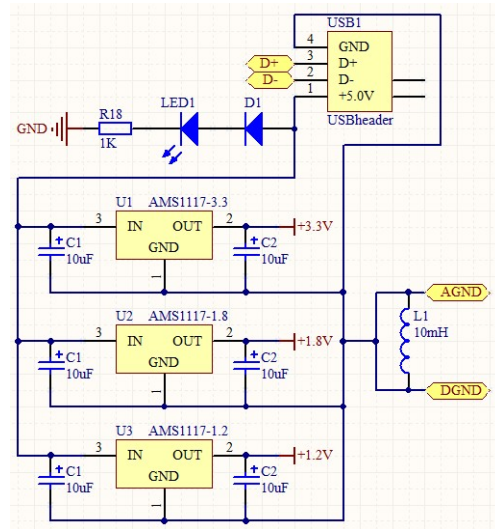 USB1
4 GND
D+ 3 D+
D- 2 D-
1 +5.0V
USBheader
LED1 D1
R18
GND
1K
U1 AMS1117-3.3
3 IN OUT 2 +3.3V
GND
C1
10uF
C2
10uF
1
U2 AMS1117-1.8
3 IN OUT 2 +1.8V
GND
C1
10uF
C2
10uF
1
AGND
L1
10mH
DGND
U3 AMS1117-1.2
3 IN OUT 2 +1.2V
GND
C1
10uF
C2
10uF
1